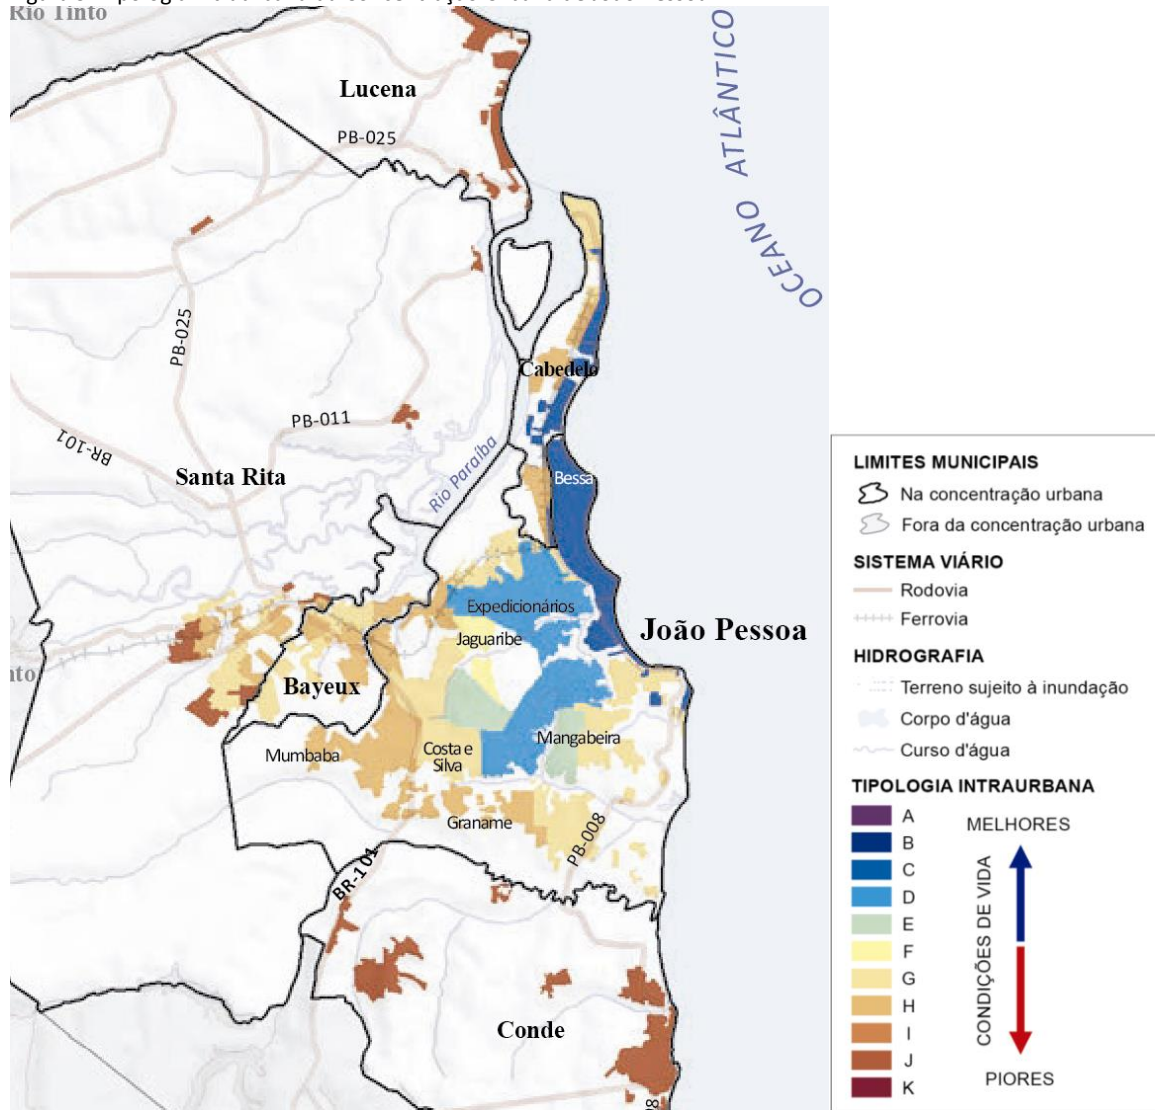 Rio Tinto
Lucena
PB-025
OCEANO ATLÂNTICO
PB-025
Cabedelo
PB-011
BR-101
Santa Rita
Rio Paraíba
Bessa
Expedicionários
Jaguaribe
João Pessoa
nto
Bayeux
Mumbaba
Costa e
Silva
Mangabeira
Graname
PB-008
BR-101
Conde
LIMITES MUNICIPAIS
Na concentração urbana
Fora da concentração urbana
SISTEMA VIÁRIO
Rodovia
Ferrovia
HIDROGRAFIA
Terreno sujeito à inundação
Corpo d'água
Curso d'água
TIPOLOGIA INTRAURBANA
A
B
C
D
E
F
G
H
I
J
K
MELHORES
CONDIÇÕES DE VIDA
PIORES